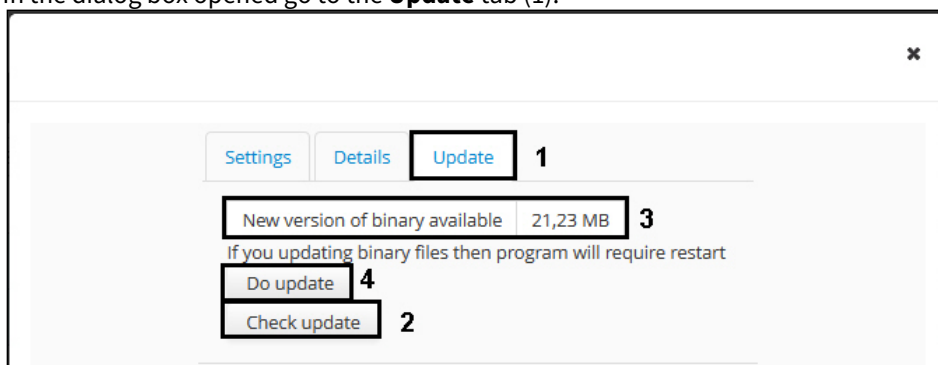 In the dialog box opened go to the Update tab (1).
×
Settings Details Update 1
New version of binary available 21,23 MB 3
If you updating binary files then program will require restart
Do update 4
Check update 2